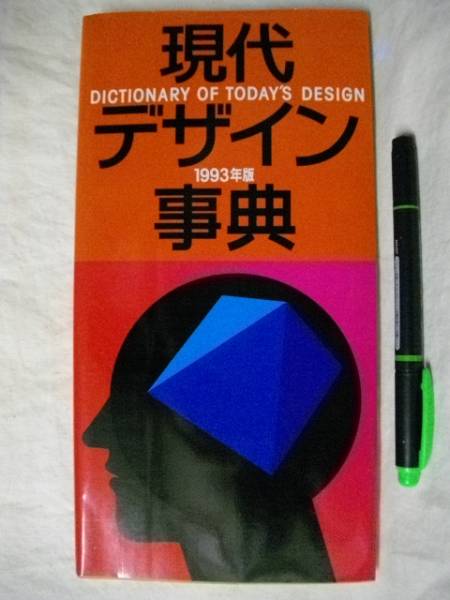 現代
DICTIONARY OF TODAY'S DESIGN
デザイン
1993年版
事典